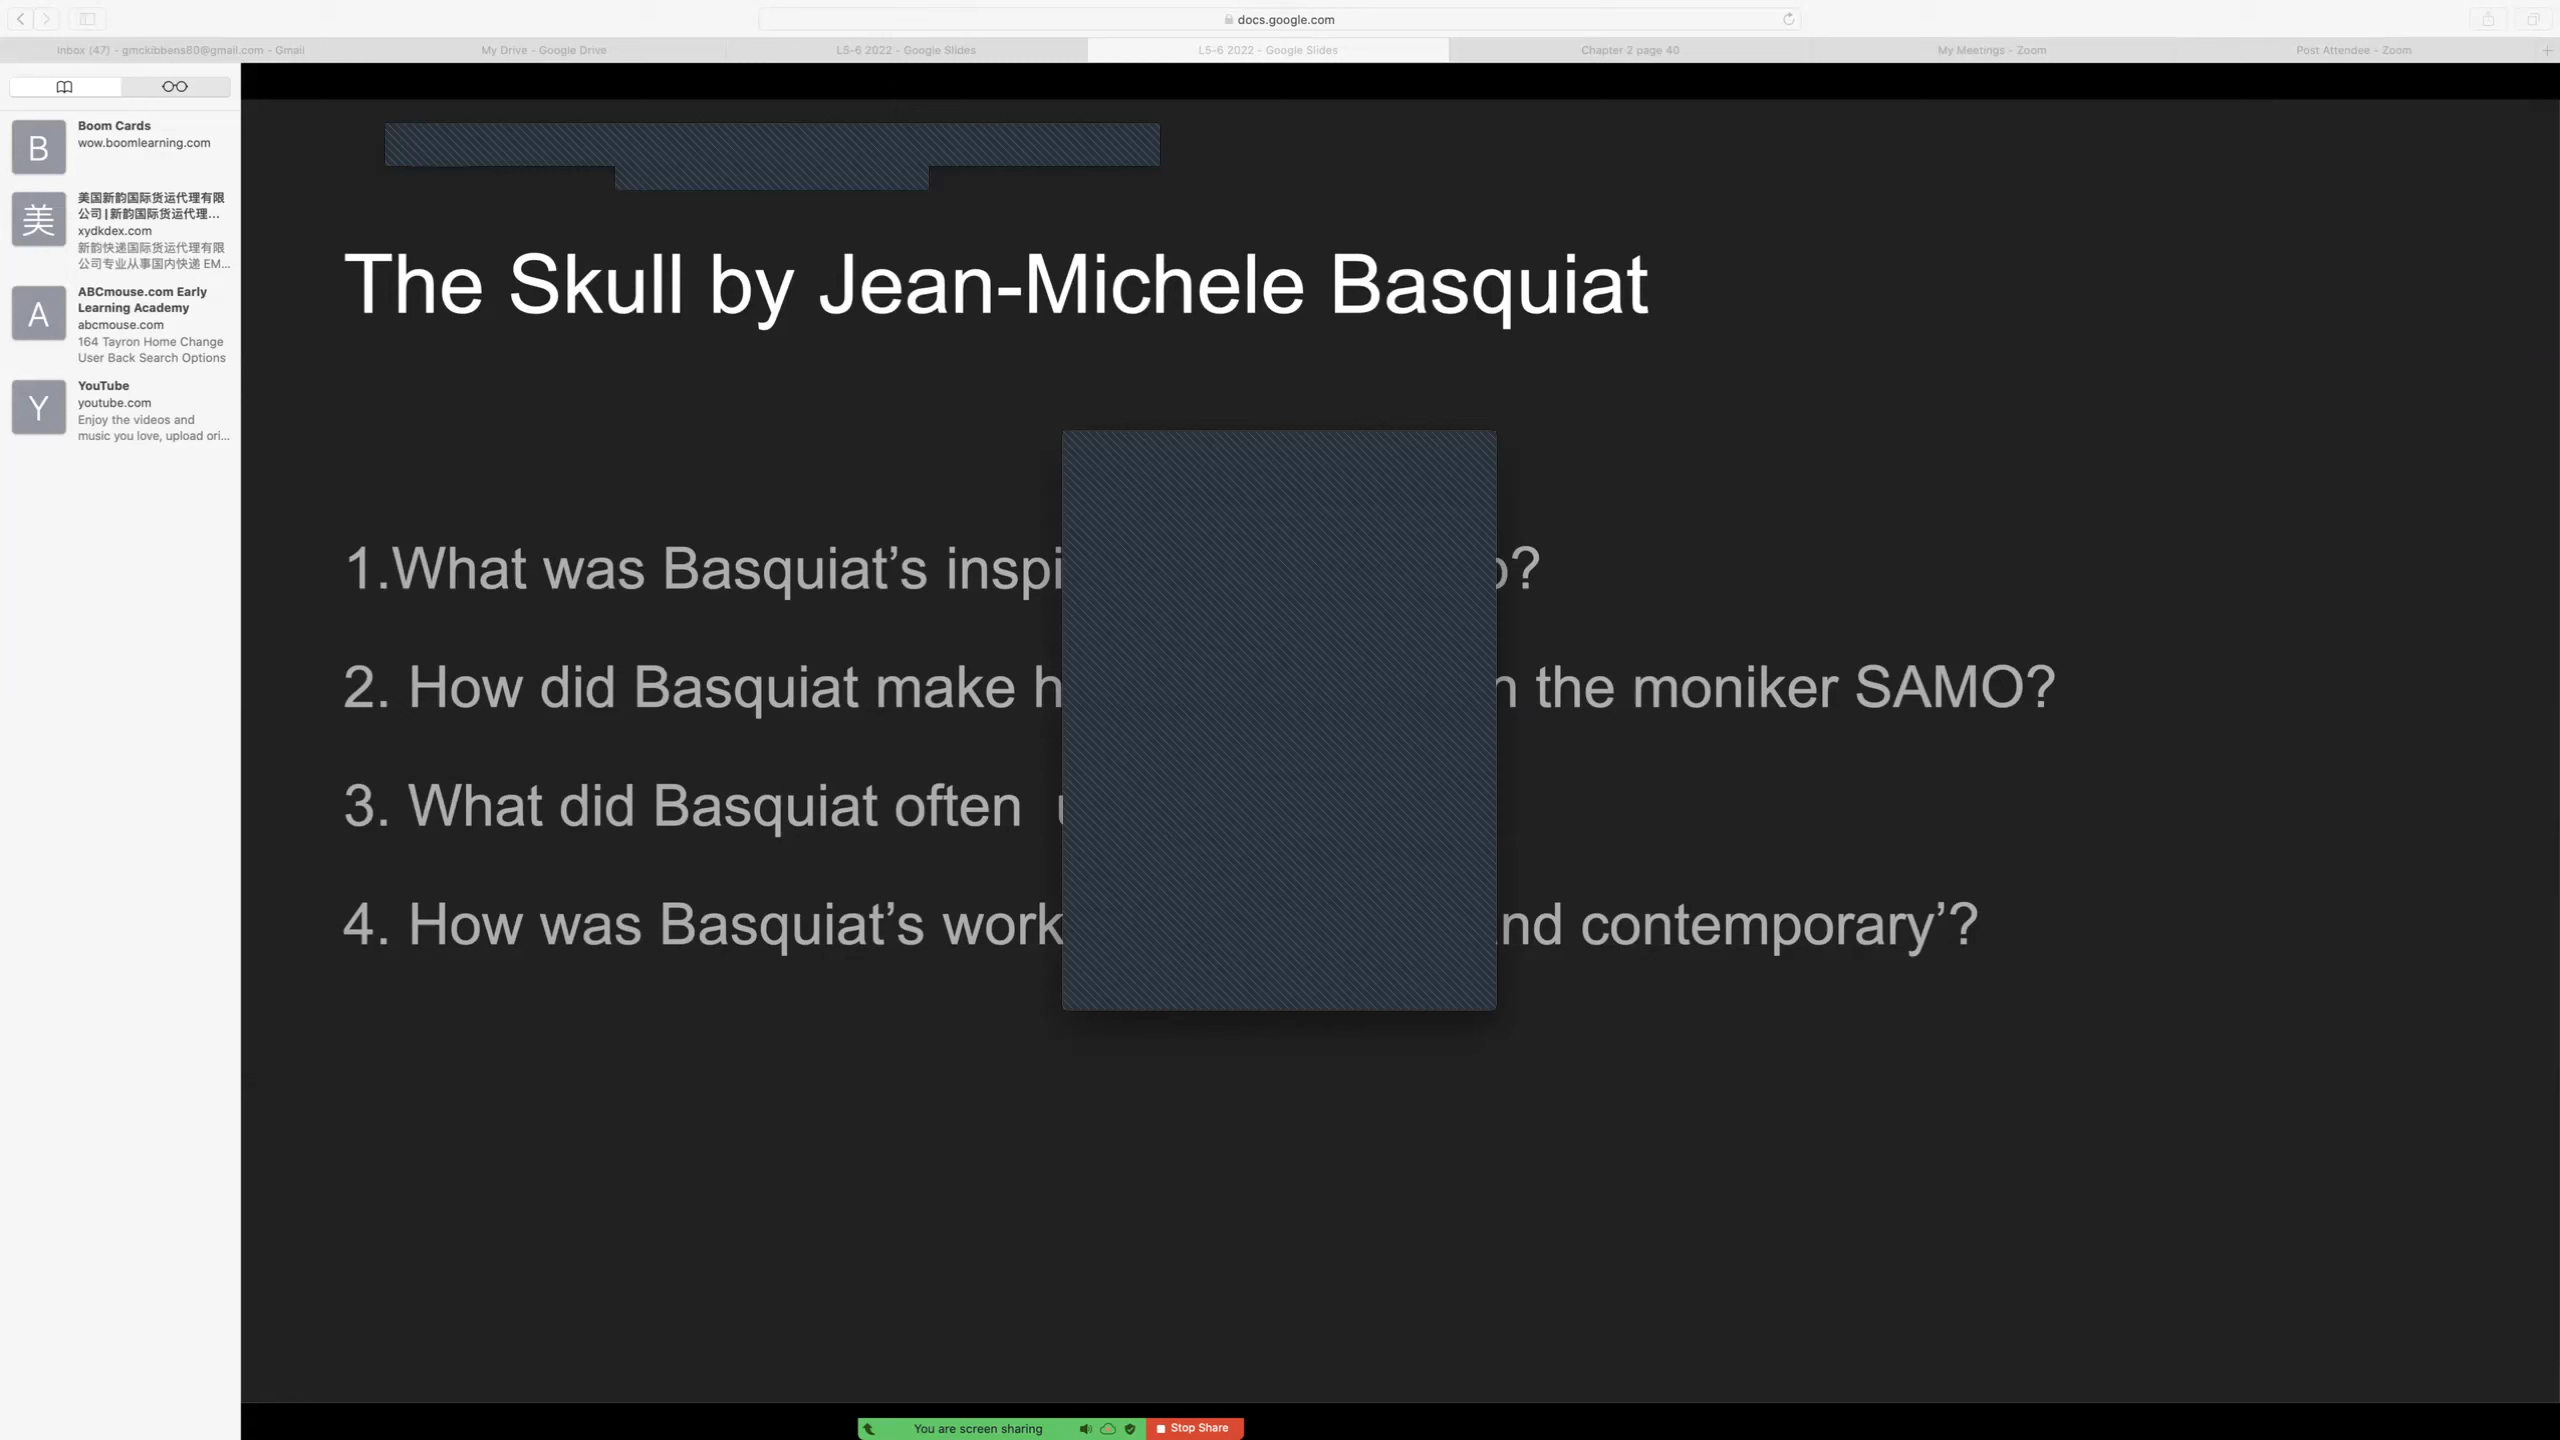 docs.google.com
Inbox (47) - gmckibbens80@gmail.com - Gmail
My Drive - Google Drive
L5-6 2022 - Google Slides
L5-6 2022 - Google Slides
Chapter 2 page 40
My Meetings - Zoom
Post Attendee - Zoom
B
Boom Cards
wow.boomlearning.com
美
美国新韵国际货运代理有限
公司 | 新韵国际货运代理...
xydkdex.com
新韵快递国际货运代理有限
公司专业从事国内快递 EM...
A
ABCmouse.com Early
Learning Academy
abcmouse.com
164 Tayron Home Change
User Back Search Options
Y
YouTube
youtube.com
Enjoy the videos and
music you love, upload ori...
The Skull by Jean-Michele Basquiat
1.What was Basquiat’s ?
2. How did Basquiat make the moniker SAMO?
3. What did Basquiat often
4. How was Basquiat’s work contemporary’?
You are screen sharing
Stop Share